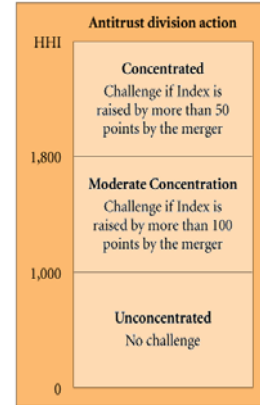 Antitrust division action
HHI
Concentrated
Challenge if Index is
raised by more than 50
points by the merger
1,800
Moderate Concentration
Challenge if Index is
raised by more than 100
points by the merger
1,000
Unconcentrated
No challenge
0